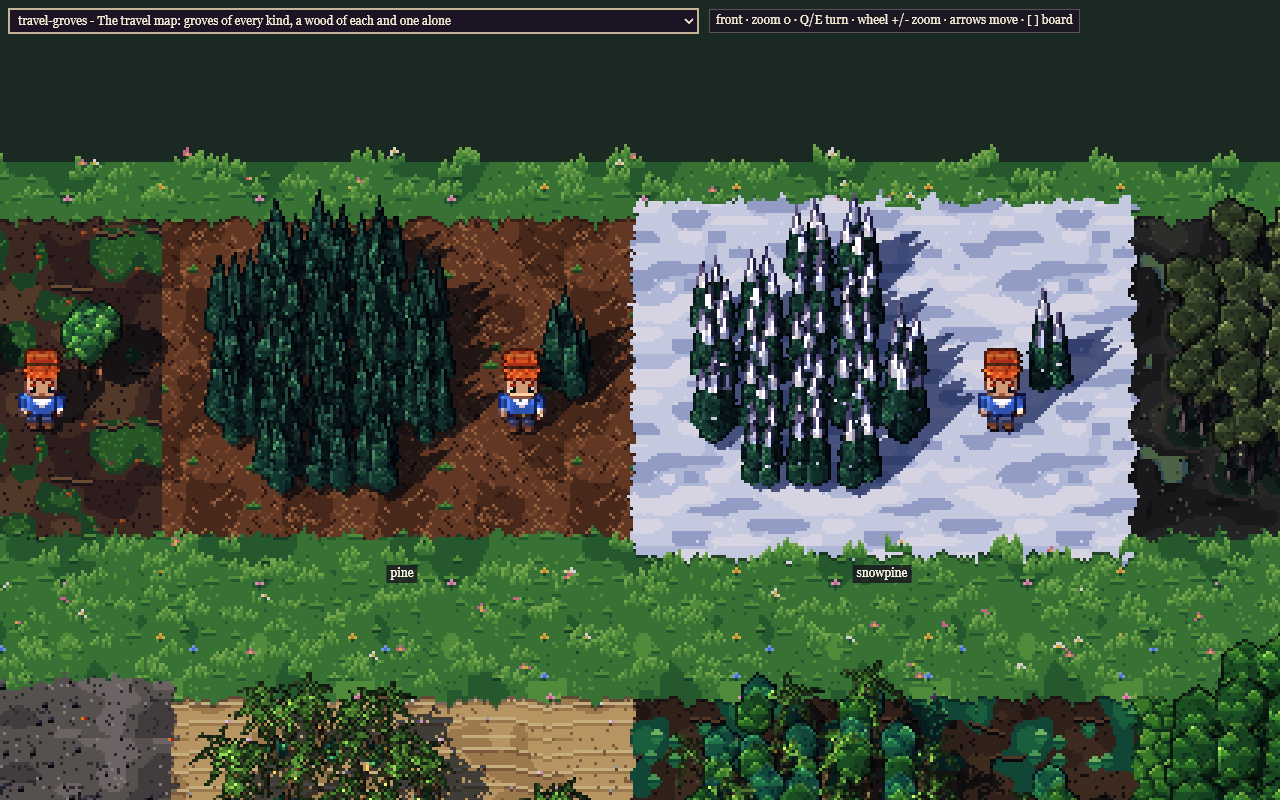 travel-groves - The travel map: groves of every kind, a wood of each and one alone
front · zoom 0 · Q/E turn · wheel +/- zoom · arrows move · [ ] board
pine
snowpine